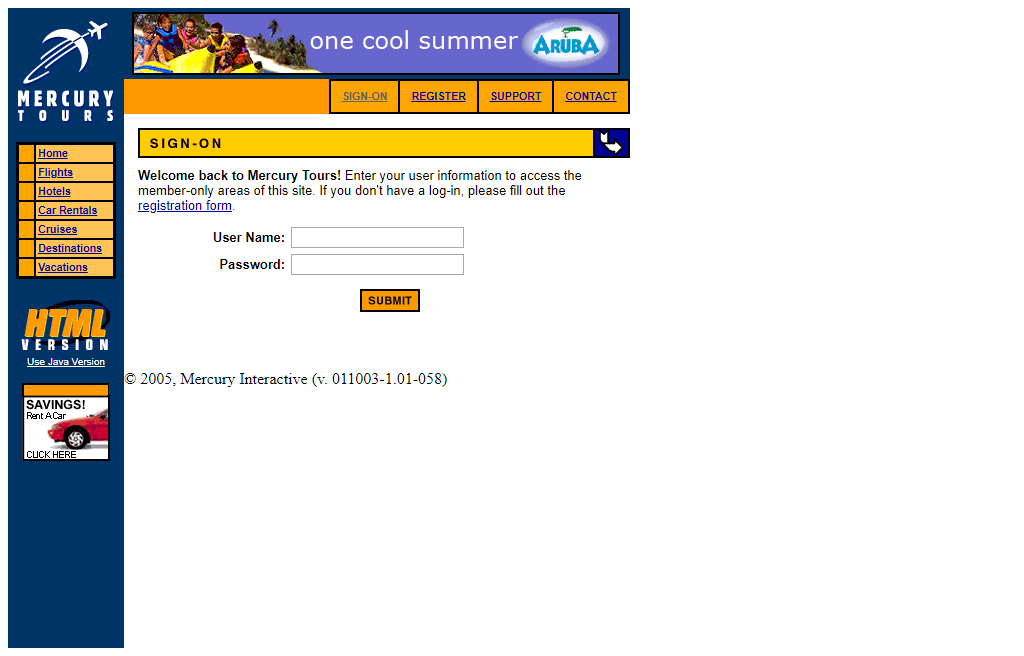 MERCURY
TOURS
one cool summer
ARUBA
SIGN-ON
REGISTER
SUPPORT
CONTACT
Home
Flights
Hotels
Car Rentals
Cruises
Destinations
Vacations
HTML
VERSION
Use Java Version
SAVINGS!
Rent A Car
CLICK HERE
SIGN-ON
Welcome back to Mercury Tours! Enter your user information to access the
member-only areas of this site. If you don't have a log-in, please fill out the
registration form.
User Name:
Password:
SUBMIT
© 2005, Mercury Interactive (v. 011003-1.01-058)